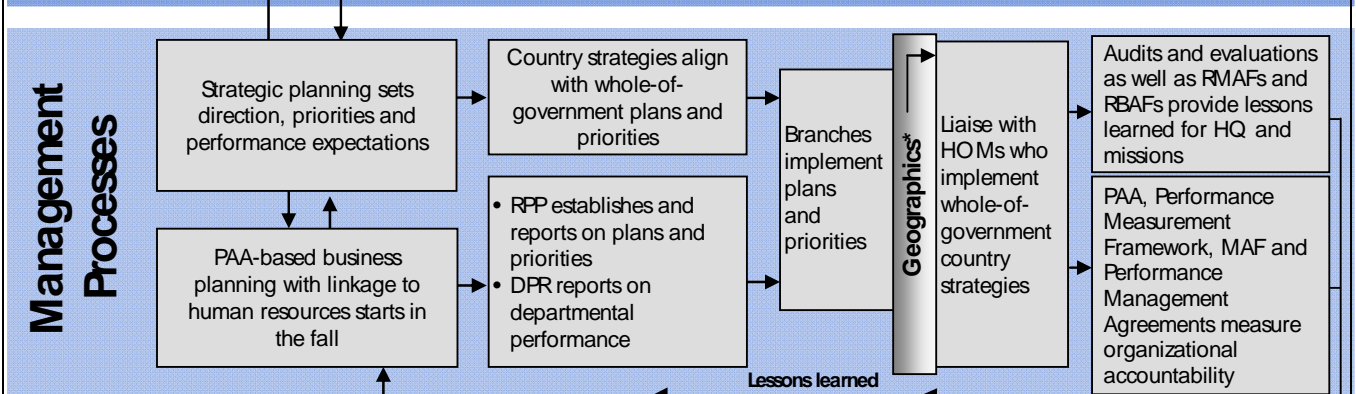 Management
Processes
Strategic planning sets
direction, priorities and
performance expectations
PAA-based business
planning with linkage to
human resources starts in
the fall
Country strategies align
with whole-of-
government plans and
priorities
• RPP establishes and
reports on plans and
priorities
• DPR reports on
departmental
performance
Branches
implement
plans
and
priorities
Geographics*
Liaise with
HOMs who
implement
whole-of-
government
country
strategies
Audits and evaluations
as well as RMAFs and
RBAFs provide lessons
learned for HQ and
missions
PAA, Performance
Measurement
Framework, MAF and
Performance
Management
Agreements measure
organizational
accountability
Lessons learned